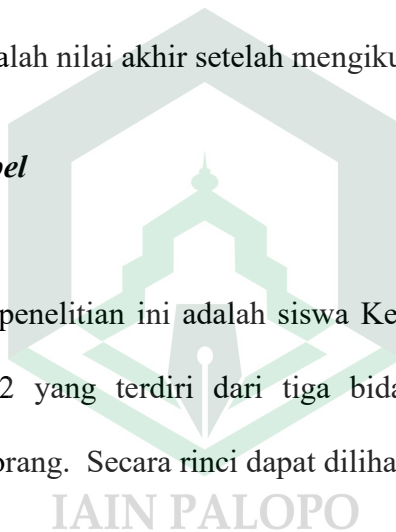 alah nilai akhir setelah mengiku
el
penelitian ini adalah siswa Ke
2 yang terdiri dari tiga bida
orang. Secara rinci dapat diliha
IAIN PALOPO